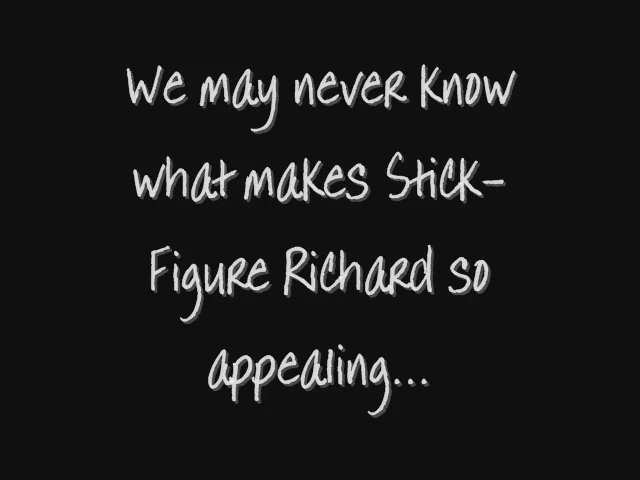 We may never know
what makes Stick-
Figure Richard so
appealing...